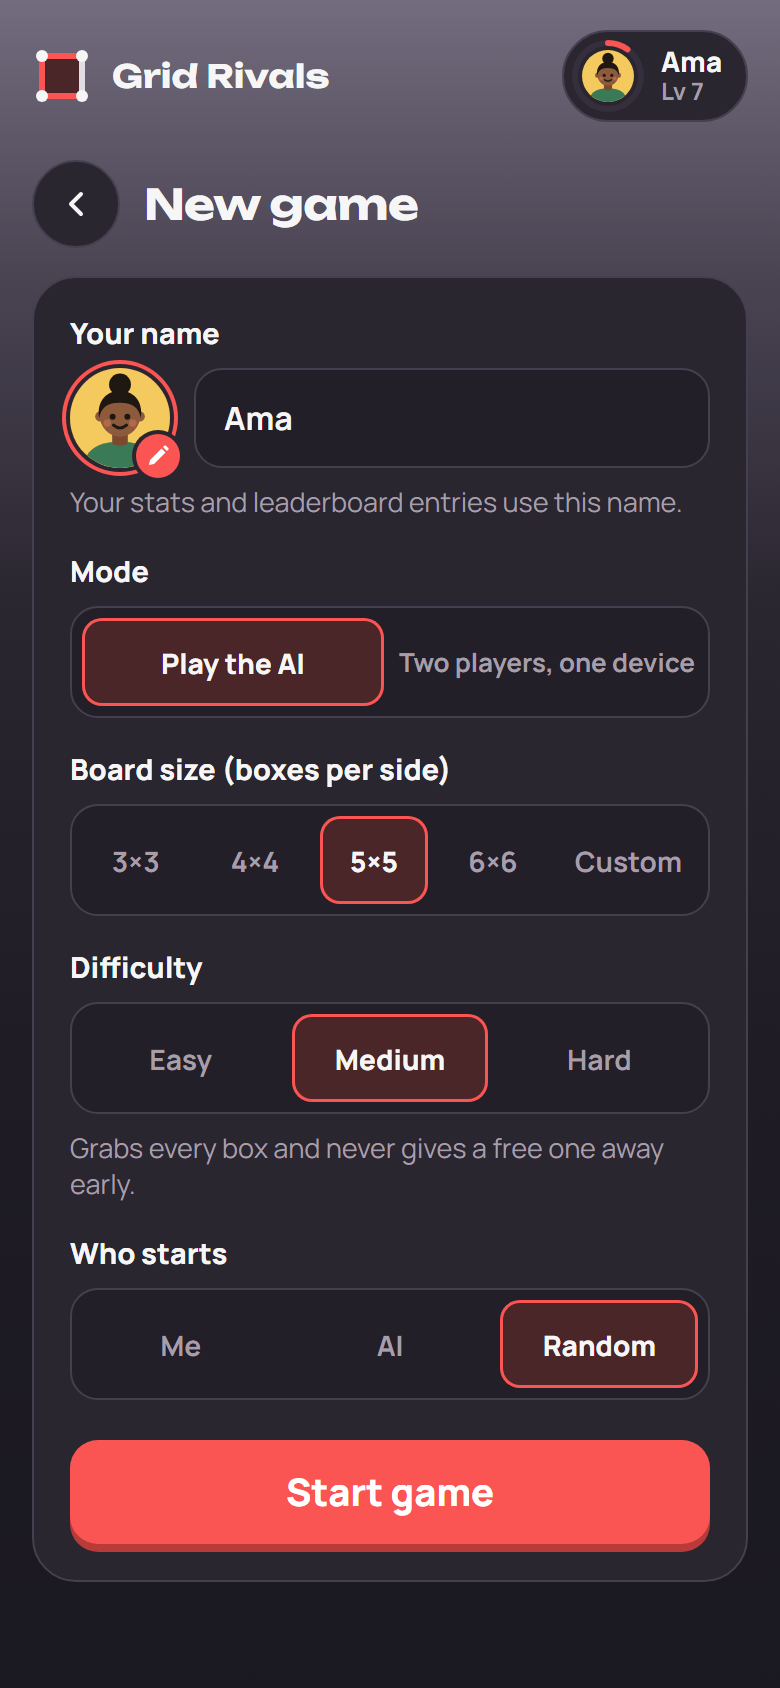 Grid Rivals
Ama
Lv 7
New game
Your name
Ama
Your stats and leaderboard entries use this name.
Mode
Play the AI
Two players, one device
Board size (boxes per side)
3×3 4×4 5×5 6×6 Custom
Difficulty
Easy Medium Hard
Grabs every box and never gives a free one away
early.
Who starts
Me AI Random
Start game